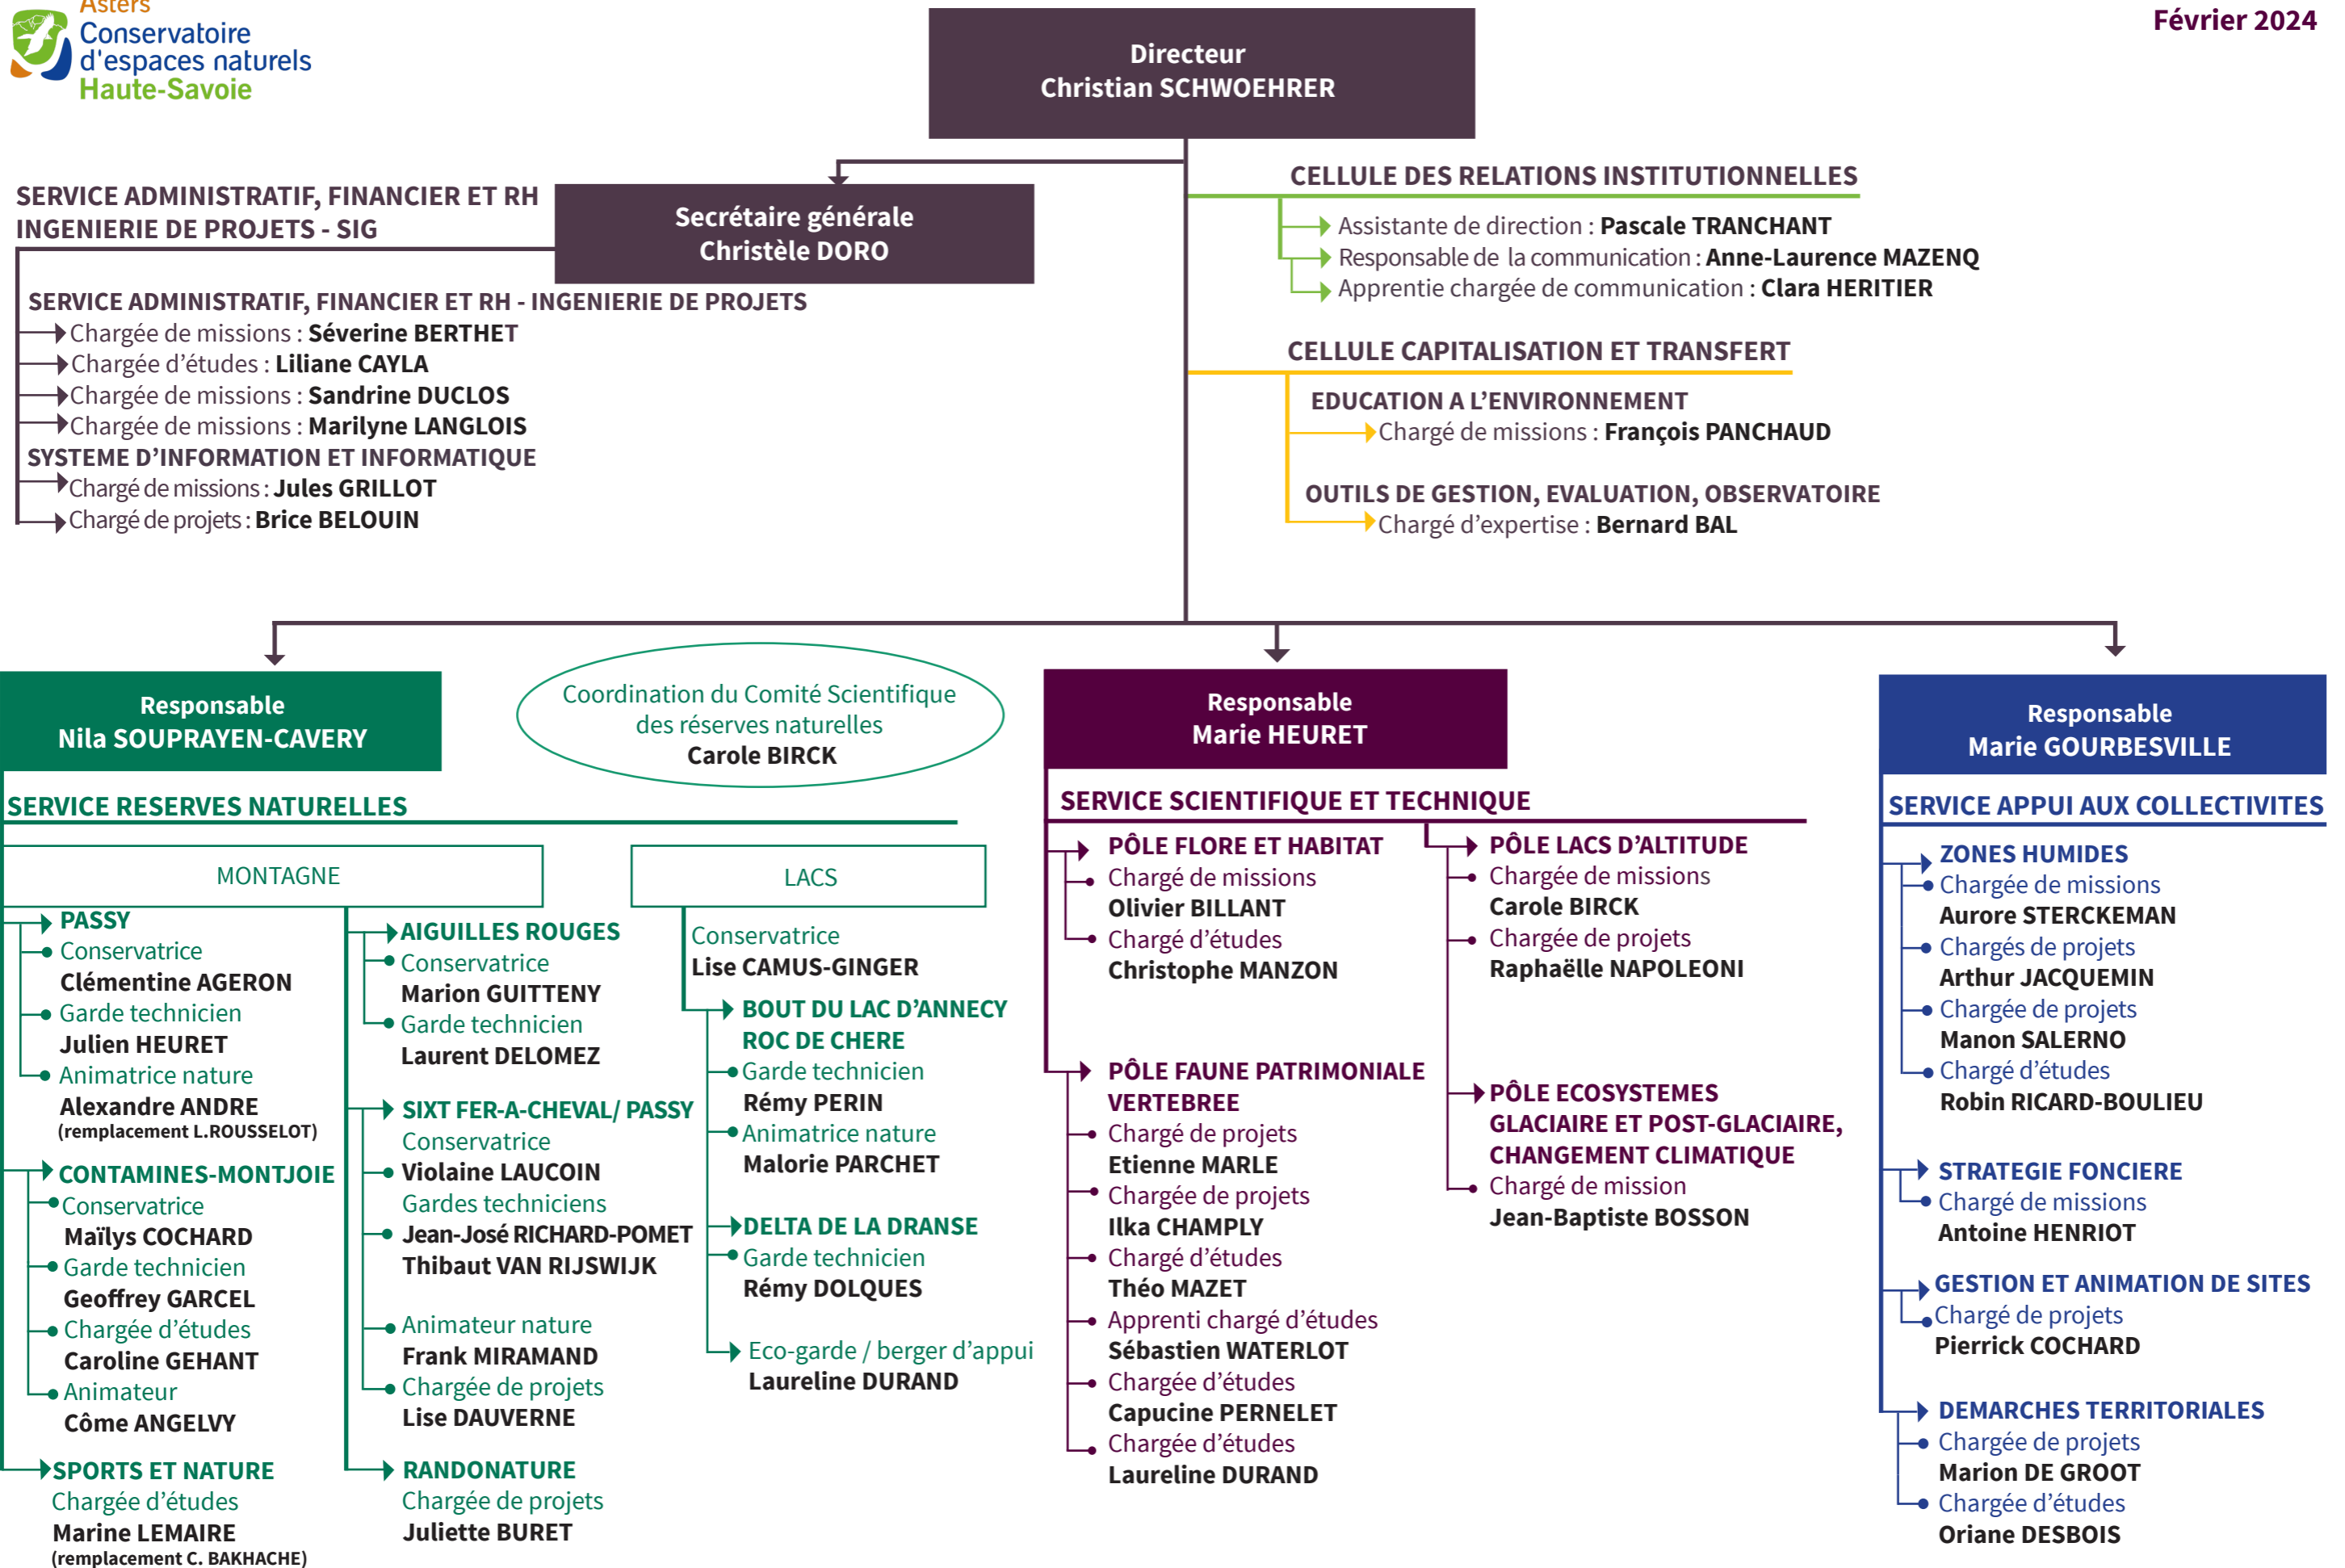 Asters
Conservatoire
d'espaces naturels
Haute-Savoie
Février 2024
Directeur
Christian SCHWOEHRER
SERVICE ADMINISTRATIF, FINANCIER ET RH
INGENIERIE DE PROJETS - SIG
Secrétaire générale
Christèle DORO
SERVICE ADMINISTRATIF, FINANCIER ET RH - INGENIERIE DE PROJETS
Chargée de missions : Séverine BERTHET
Chargée d'études : Liliane CAYLA
Chargée de missions : Sandrine DUCLOS
Chargée de missions : Marilyne LANGLOIS
SYSTEME D'INFORMATION ET INFORMATIQUE
Chargé de missions : Jules GRILLOT
Chargé de projets : Brice BELOUIN
CELLULE DES RELATIONS INSTITUTIONNELLES
Assistante de direction : Pascale TRANCHANT
Responsable de la communication : Anne-Laurence MAZENQ
Apprentie chargée de communication : Clara HERITIER
CELLULE CAPITALISATION ET TRANSFERT
EDUCATION A L'ENVIRONNEMENT
Chargé de missions : François PANCHAUD
OUTILS DE GESTION, EVALUATION, OBSERVATOIRE
Chargé d'expertise : Bernard BAL
Responsable
Nila SOUPRAYEN-CAVERY
Coordination du Comité Scientifique
des réserves naturelles
Carole BIRCK
SERVICE RESERVES NATURELLES
MONTAGNE
PASSY
Conservatrice
Clémentine AGERON
Garde technicien
Julien HEURET
Animatrice nature
Alexandre ANDRE
(remplacement L.ROUSSELOT)
CONTAMINES-MONTJOIE
Conservatrice
Maïlys COCHARD
Garde technicien
Geoffrey GARCEL
Chargée d'études
Caroline GEHANT
Animateur
Côme ANGELVY
SPORTS ET NATURE
Chargée d'études
Marine LEMAIRE
(remplacement C. BAKHACHE)
AIGUILLES ROUGES
Conservatrice
Marion GUITTENY
Garde technicien
Laurent DELOMEZ
SIXT FER-A-CHEVAL/ PASSY
Conservatrice
Violaine LAUCOIN
Gardes techniciens
Jean-José RICHARD-POMET
Thibaut VAN RIJSWIJK
Animateur nature
Frank MIRAMAND
Chargée de projets
Lise DAUVERNE
RANDONATURE
Chargée de projets
Juliette BURET
LACS
Conservatrice
Lise CAMUS-GINGER
BOUT DU LAC D'ANNECY
ROC DE CHERE
Garde technicien
Rémy PERIN
Animatrice nature
Malorie PARCHET
DELTA DE LA DRANSE
Garde technicien
Rémy DOLQUES
Eco-garde / berger d'appui
Laureline DURAND
Responsable
Marie HEURET
SERVICE SCIENTIFIQUE ET TECHNIQUE
PÔLE FLORE ET HABITAT
Chargé de missions
Olivier BILLANT
Chargé d'études
Christophe MANZON
PÔLE FAUNE PATRIMONIALE
VERTEBREE
Chargé de projets
Etienne MARLE
Chargée de projets
Ilka CHAMPLY
Chargé d'études
Théo MAZET
Apprenti chargé d'études
Sébastien WATERLOT
Chargée d'études
Capucine PERNELET
Chargée d'études
Laureline DURAND
PÔLE LACS D'ALTITUDE
Chargée de missions
Carole BIRCK
Chargée de projets
Raphaëlle NAPOLEONI
PÔLE ECOSYSTEMES
GLACIAIRE ET POST-GLACIAIRE,
CHANGEMENT CLIMATIQUE
Chargé de mission
Jean-Baptiste BOSSON
Responsable
Marie GOURBESVILLE
SERVICE APPUI AUX COLLECTIVITES
ZONES HUMIDES
Chargée de missions
Aurore STERCKEMAN
Chargés de projets
Arthur JACQUEMIN
Chargée de projets
Manon SALERNO
Chargé d'études
Robin RICARD-BOULIEU
STRATEGIE FONCIERE
Chargé de missions
Antoine HENRIOT
GESTION ET ANIMATION DE SITES
Chargé de projets
Pierrick COCHARD
DEMARCHES TERRITORIALES
Chargée de projets
Marion DE GROOT
Chargée d'études
Oriane DESBOIS